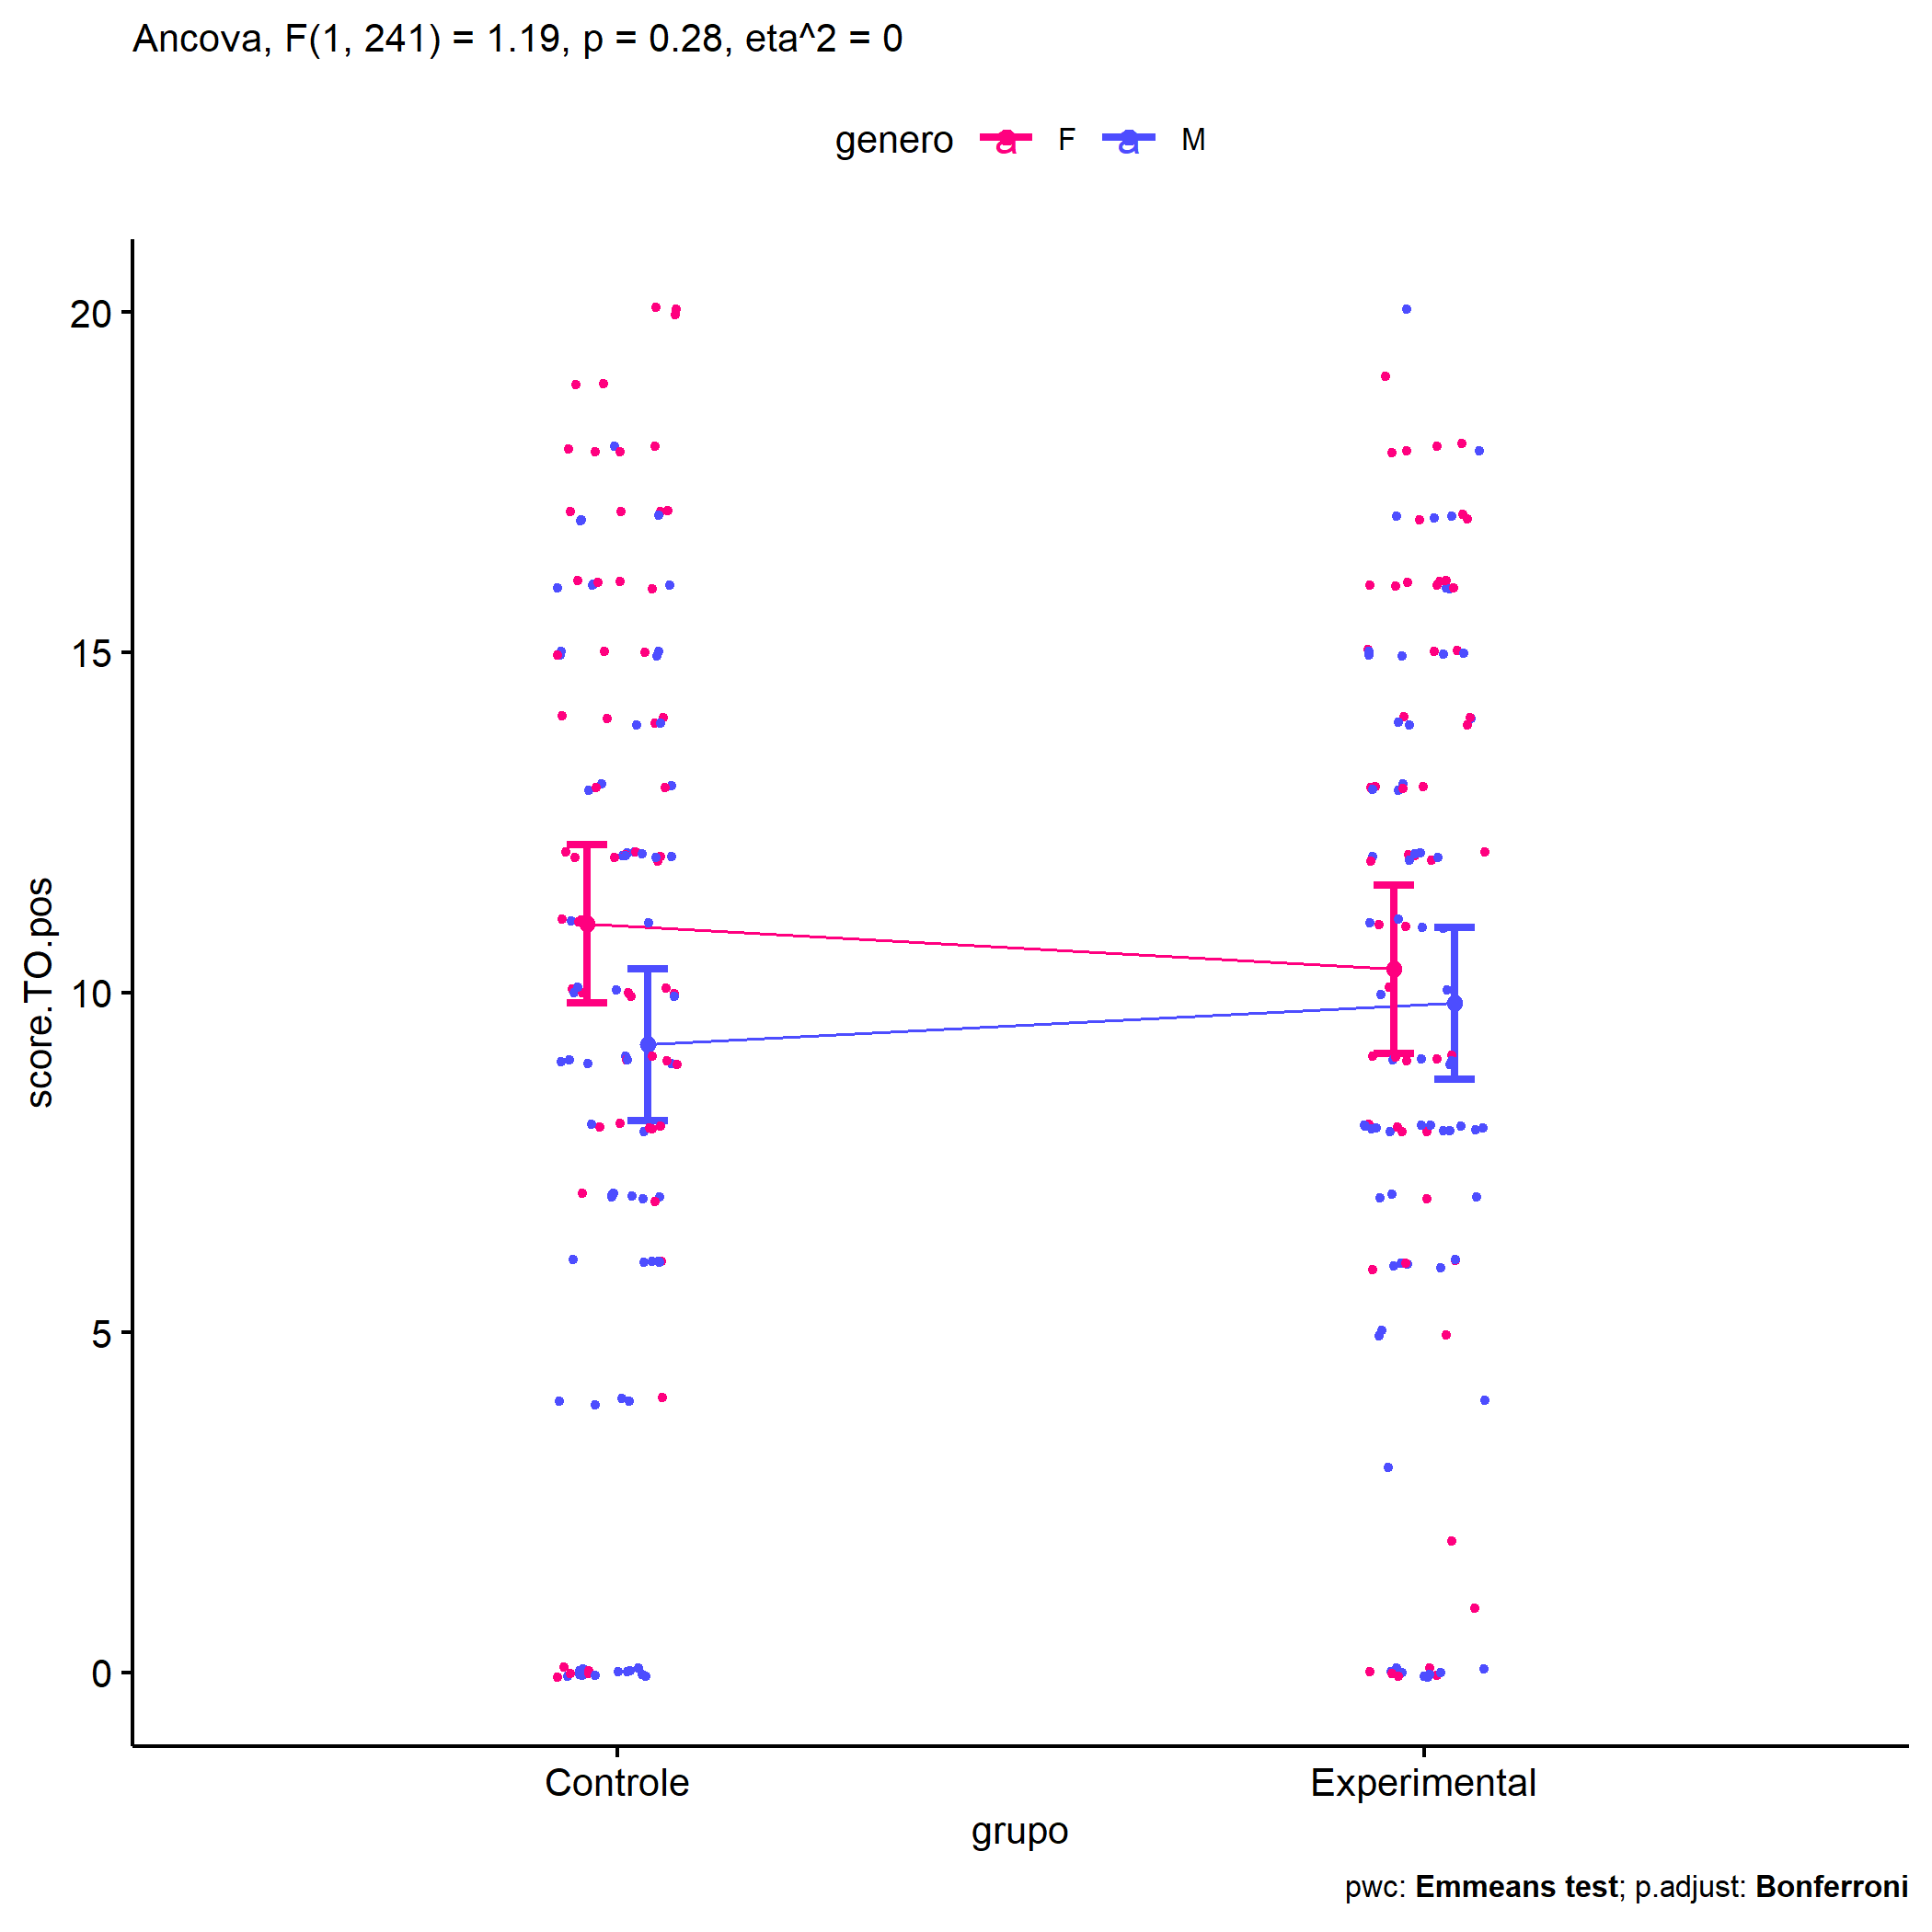 Ancova, F(1, 241) = 1.19, p = 0.28, eta^2 = 0
genero a F a M
20
15
10
5
0
score.TO.pos
Controle Experimental
grupo
pwc: Emmeans test; p.adjust: Bonferroni